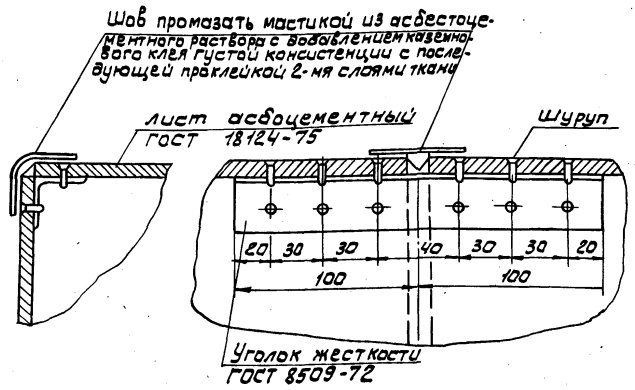 Шов промазать мастикой из асбестоце-
ментного раствора с добавлением казеино-
вого клея густой консистенции с после-
дующей проклейкой 2-мя слоями ткани
лист асбоцементный
ГОСТ 18124-75
Шуруп
20 30 30 40 30 30 20
100 100
Уголок жесткости
ГОСТ 8509-72